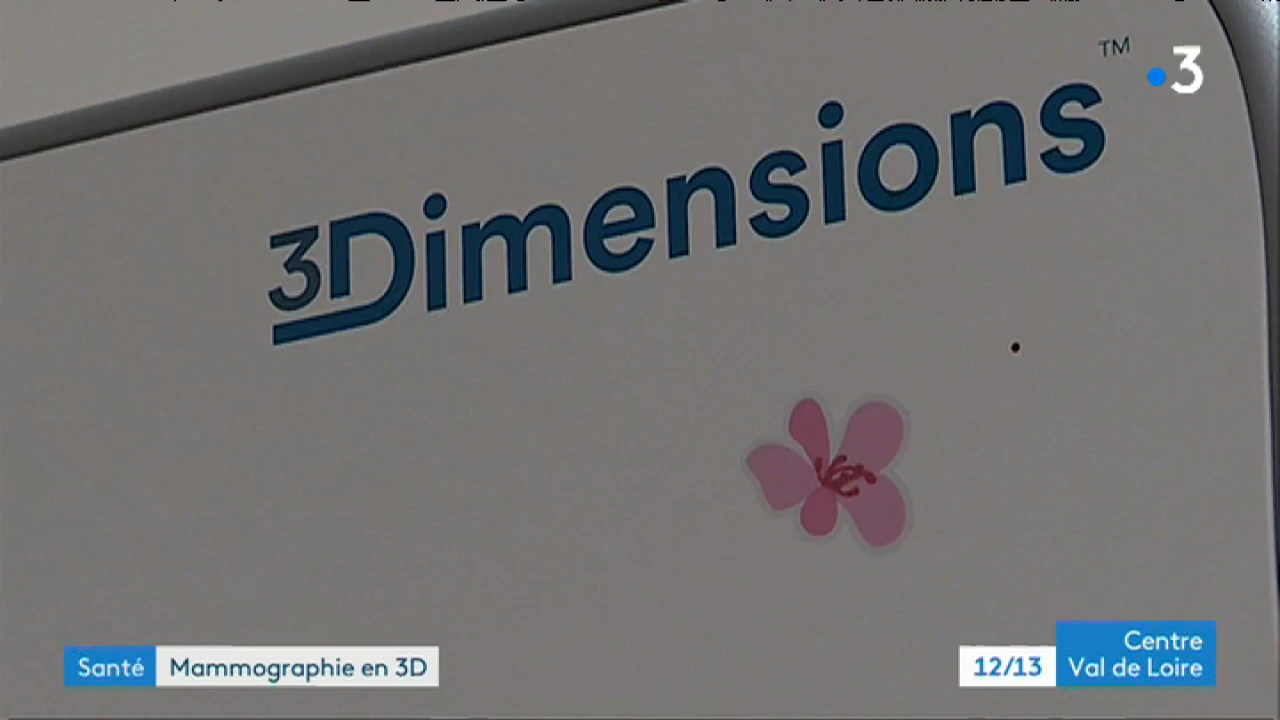 3Dimensions™
3
Santé Mammographie en 3D
12/13 Centre
Val de Loire